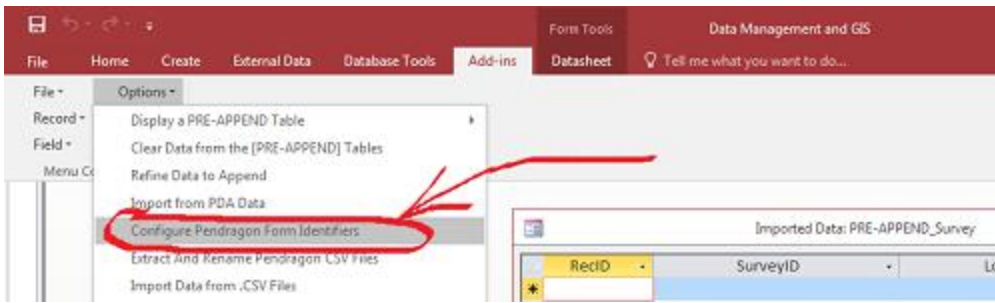 Form Tools Data Management and GIS
File Home Create External Data Database Tools Add-ins Datasheet Tell me what you want to do...
File Options
Record
Field
Menu
Display a PRE-APPEND Table
Clear Data from the [PRE-APPEND] Tables
Refine Data to Append
Import from PDA Data
Configure Pendragon Form Identifiers
Extract And Rename Pendragon CSV Files
Import Data from .CSV Files
Imported Data: PRE-APPEND_Survey
RecID SurveyID